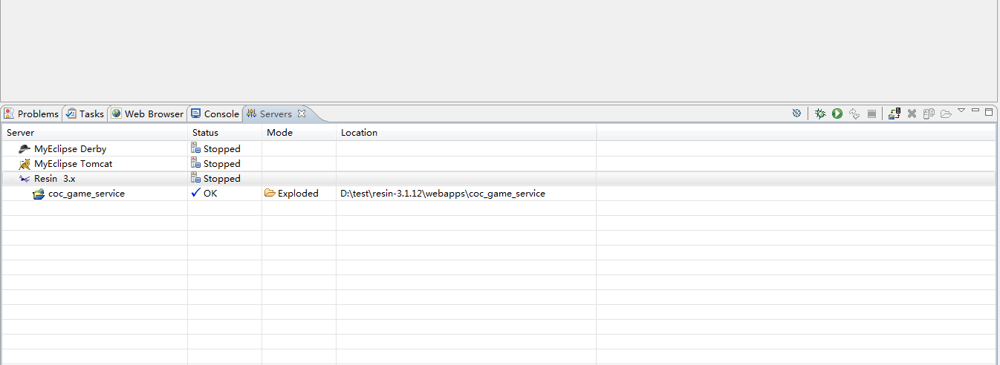 Problems Tasks Web Browser Console Servers
Server Status Mode Location
MyEclipse Derby Stopped
MyEclipse Tomcat Stopped
Resin 3.x Stopped
coc_game_service OK Exploded D:\test\resin-3.1.12\webapps\coc_game_service